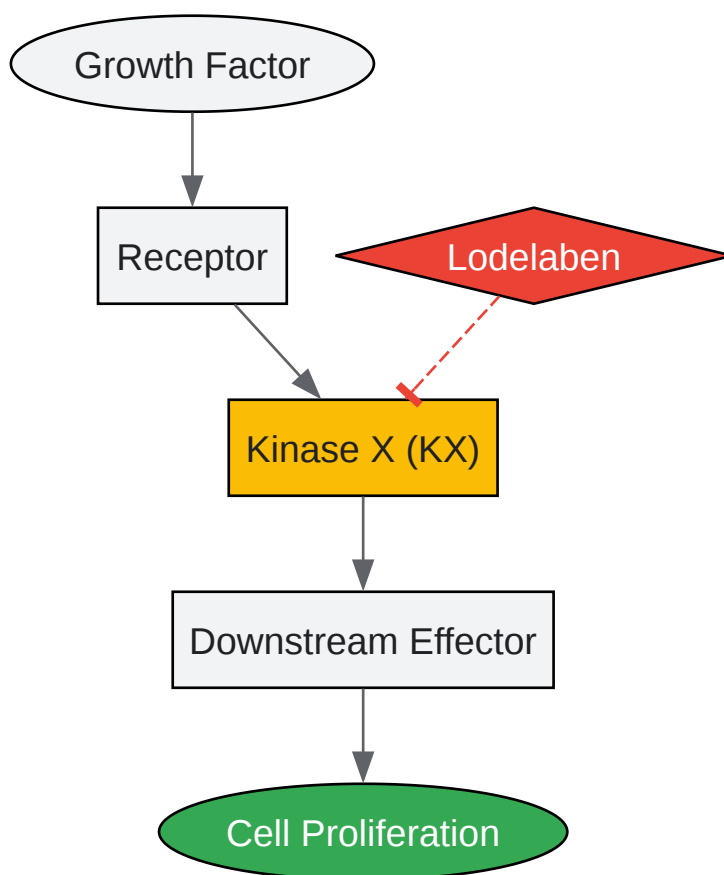 Growth Factor
Receptor
Lodelaben
Kinase X (KX)
Downstream Effector
Cell Proliferation